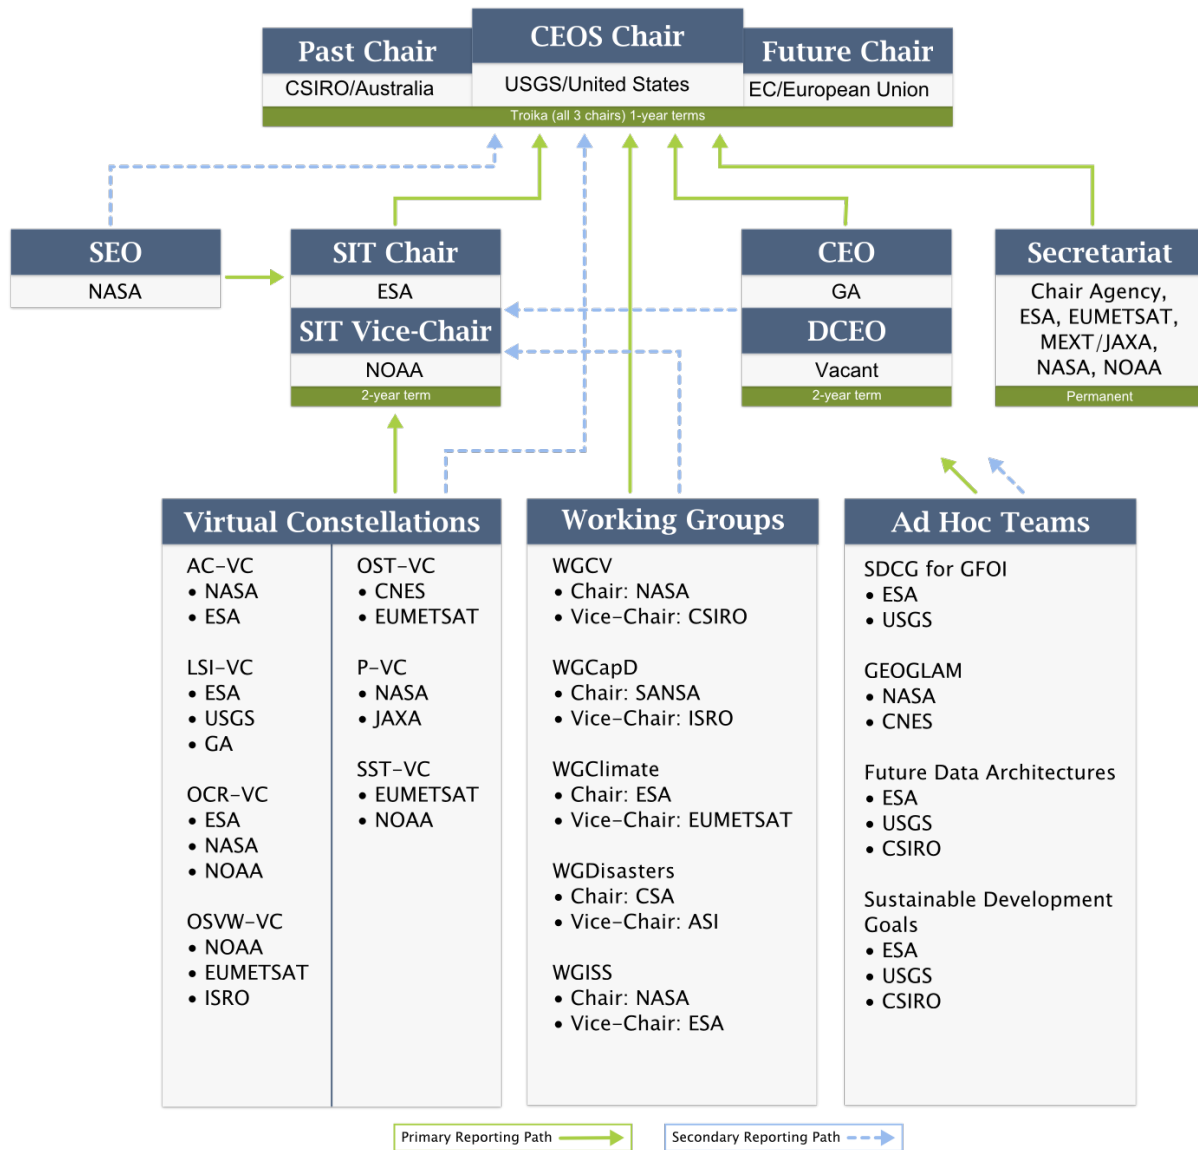 Past Chair
CEOS Chair
Future Chair
CSIRO/Australia
USGS/United States
EC/European Union
Troika (all 3 chairs) 1-year terms
SEO
NASA
SIT Chair
ESA
SIT Vice-Chair
NOAA
2-year term
CEO
GA
DCEO
Vacant
2-year term
Secretariat
Chair Agency,
ESA, EUMETSAT,
MEXT/JAXA,
NASA, NOAA
Permanent
Virtual Constellations
AC-VC
• NASA
• ESA
LSI-VC
• ESA
• USGS
• GA
OCR-VC
• ESA
• NASA
• NOAA
OSVW-VC
• NOAA
• EUMETSAT
• ISRO
OST-VC
• CNES
• EUMETSAT
P-VC
• NASA
• JAXA
SST-VC
• EUMETSAT
• NOAA
Working Groups
WGCV
• Chair: NASA
• Vice-Chair: CSIRO
WGCapD
• Chair: SANSA
• Vice-Chair: ISRO
WGClimate
• Chair: ESA
• Vice-Chair: EUMETSAT
WGDisasters
• Chair: CSA
• Vice-Chair: ASI
WGISS
• Chair: NASA
• Vice-Chair: ESA
Ad Hoc Teams
SDCG for GFOI
• ESA
• USGS
GEOGLAM
• NASA
• CNES
Future Data Architectures
• ESA
• USGS
• CSIRO
Sustainable Development
Goals
• ESA
• USGS
• CSIRO
Primary Reporting Path
Secondary Reporting Path